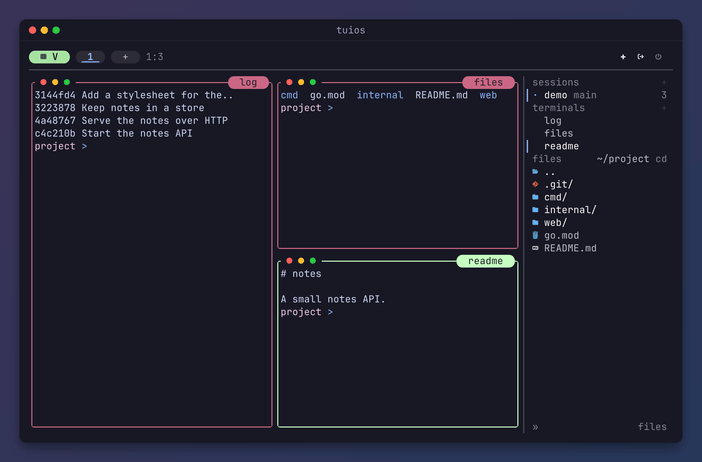 tuios
V 1 + 1:3
log
3144fd4 Add a stylesheet for the..
3223878 Keep notes in a store
4a48767 Serve the notes over HTTP
c4c210b Start the notes API
project >
files
cmd go.mod internal README.md web
project >
readme
# notes
A small notes API.
project >
sessions +
· demo main 3
terminals +
log
files
readme
files ~/project cd
..
.git/
cmd/
internal/
web/
go.mod
README.md
» files